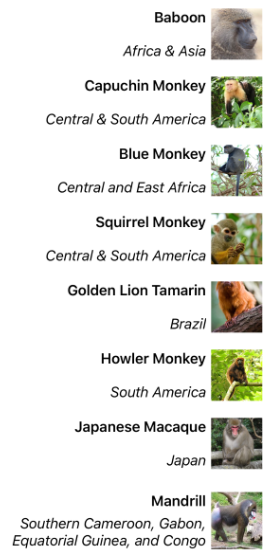 Baboon
Africa & Asia
Capuchin Monkey
Central & South America
Blue Monkey
Central and East Africa
Squirrel Monkey
Central & South America
Golden Lion Tamarin
Brazil
Howler Monkey
South America
Japanese Macaque
Japan
Mandrill
Southern Cameroon, Gabon,
Equatorial Guinea, and Congo